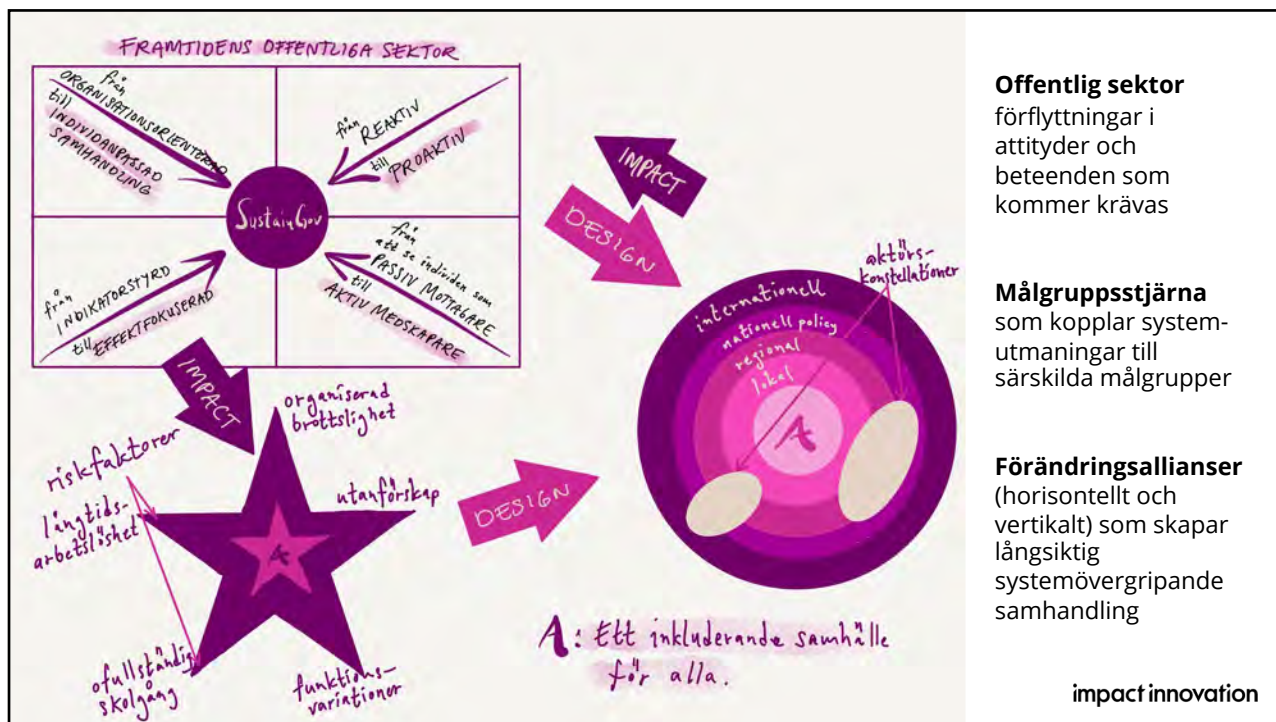 FRAMTIDENS OFFENTLIGA SEKTOR
från
ORGANISATIONSORIENTERAD
till
INDIVIDANPASSAD
SAMHANDLING
från REAKTIV
till PROAKTIV
SustainGov
från INDIKATORSTYRD
till EFFEKTFOKUSERAD
från
att se individen som
PASSIV MOTTAGARE
till
AKTIV MEDSKAPARE
IMPACT
DESIGN
aktörs-
konstellationer
internationell
nationell policy
regional
lokal
A
IMPACT
organiserad
brottslighet
riskfaktorer
utanförskap
långtids-
arbetslöshet
A
DESIGN
ofullständig
skolgång
funktions-
variationer
A: Ett inkluderande samhälle
för alla.
Offentlig sektor
förflyttningar i
attityder och
beteenden som
kommer krävas
Målgruppsstjärna
som kopplar system-
utmaningar till
särskilda målgrupper
Förändringsallianser
(horisontellt och
vertikalt) som skapar
långsiktig
systemövergripande
samhandling
impact innovation